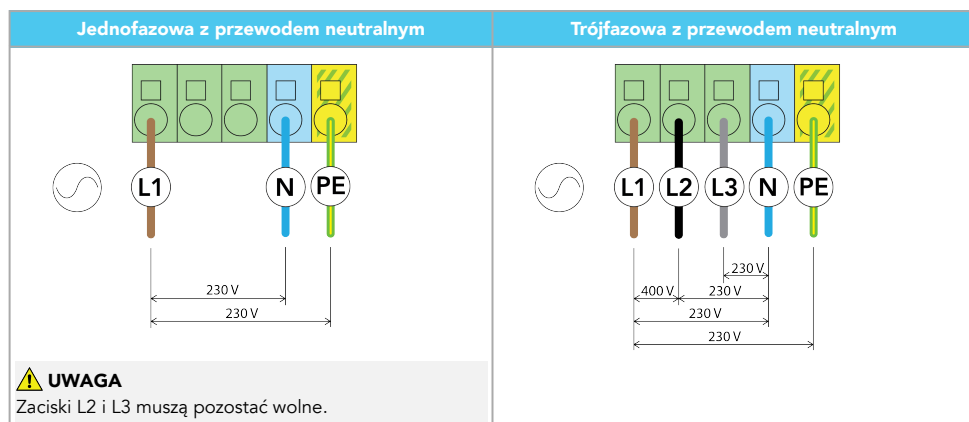 Jednofazowa z przewodem neutralnym
L1 N PE
230 V
230 V
UWAGA
Zaciski L2 i L3 muszą pozostać wolne.
Trójfazowa z przewodem neutralnym
L1 L2 L3 N PE
230 V
400 V 230 V
230 V
230 V